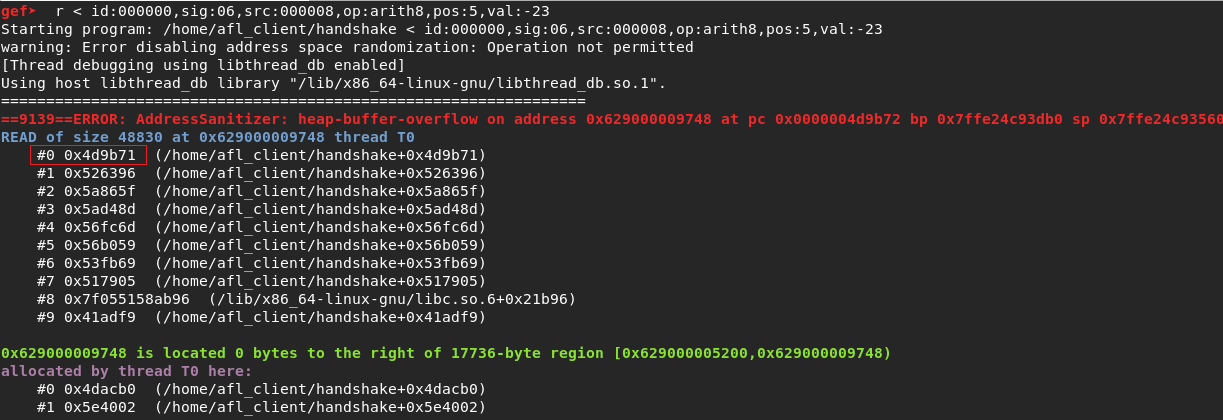 gef➤  r < id:000000,sig:06,src:000008,op:arith8,pos:5,val:-23
Starting program: /home/afl_client/handshake < id:000000,sig:06,src:000008,op:arith8,pos:5,val:-23
warning: Error disabling address space randomization: Operation not permitted
[Thread debugging using libthread_db enabled]
Using host libthread_db library "/lib/x86_64-linux-gnu/libthread_db.so.1".
=================================================================
==9139==ERROR: AddressSanitizer: heap-buffer-overflow on address 0x629000009748 at pc 0x0000004d9b72 bp 0x7ffe24c93db0 sp 0x7ffe24c93560
READ of size 48830 at 0x629000009748 thread T0
    #0 0x4d9b71  (/home/afl_client/handshake+0x4d9b71)
    #1 0x526396  (/home/afl_client/handshake+0x526396)
    #2 0x5a865f  (/home/afl_client/handshake+0x5a865f)
    #3 0x5ad48d  (/home/afl_client/handshake+0x5ad48d)
    #4 0x56fc6d  (/home/afl_client/handshake+0x56fc6d)
    #5 0x56b059  (/home/afl_client/handshake+0x56b059)
    #6 0x53fb69  (/home/afl_client/handshake+0x53fb69)
    #7 0x517905  (/home/afl_client/handshake+0x517905)
    #8 0x7f055158ab96  (/lib/x86_64-linux-gnu/libc.so.6+0x21b96)
    #9 0x41adf9  (/home/afl_client/handshake+0x41adf9)

0x629000009748 is located 0 bytes to the right of 17736-byte region [0x629000005200,0x629000009748)
allocated by thread T0 here:
    #0 0x4dacb0  (/home/afl_client/handshake+0x4dacb0)
    #1 0x5e4002  (/home/afl_client/handshake+0x5e4002)